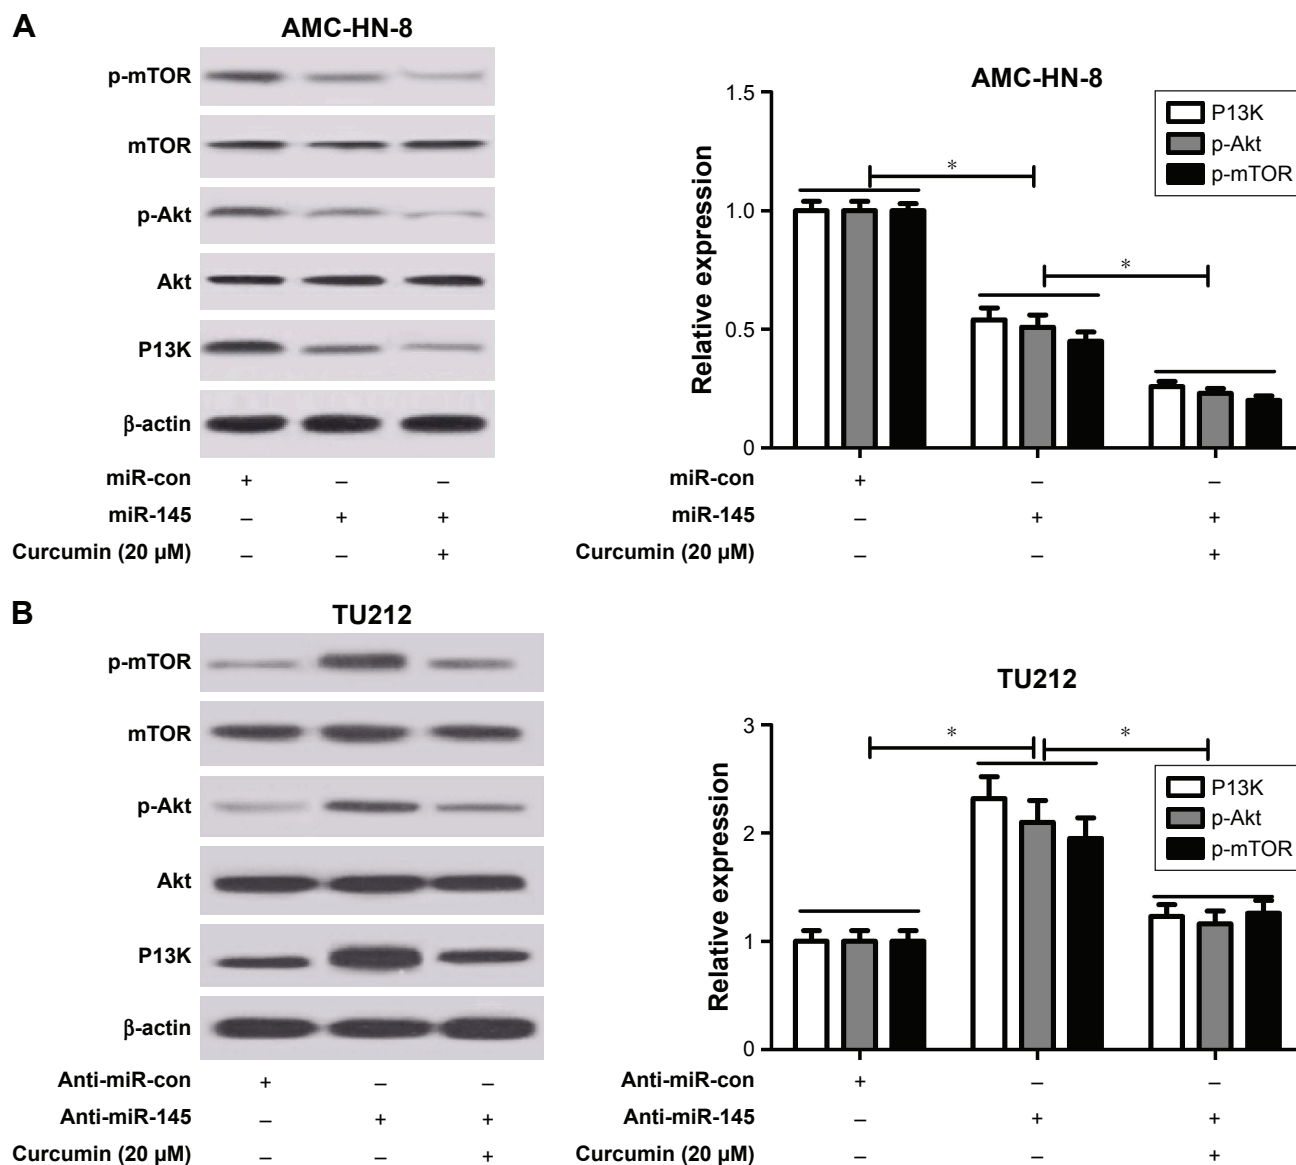 A
AMC-HN-8
p-mTOR
mTOR
p-Akt
Akt
P13K
β-actin
miR-con + – –
miR-145 – + +
Curcumin (20 µM) – – +
AMC-HN-8
Relative expression
1.5
1.0
0.5
0
* *
P13K
p-Akt
p-mTOR
miR-con + – –
miR-145 – + +
Curcumin (20 µM) – – +
B
TU212
p-mTOR
mTOR
p-Akt
Akt
P13K
β-actin
Anti-miR-con + – –
Anti-miR-145 – + +
Curcumin (20 µM) – – +
TU212
Relative expression
3
2
1
0
* *
P13K
p-Akt
p-mTOR
Anti-miR-con + – –
Anti-miR-145 – + +
Curcumin (20 µM) – – +